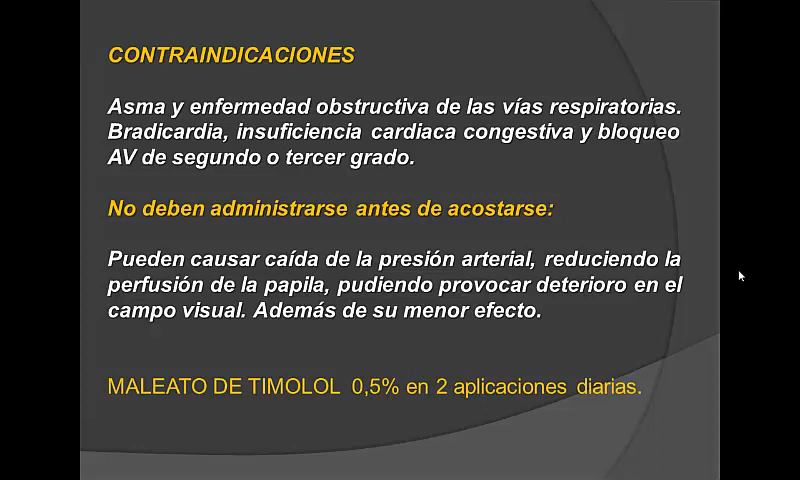 CONTRAINDICACIONES
Asma y enfermedad obstructiva de las vías respiratorias.
Bradicardia, insuficiencia cardiaca congestiva y bloqueo
AV de segundo o tercer grado.
No deben administrarse antes de acostarse:
Pueden causar caída de la presión arterial, reduciendo la
perfusión de la papila, pudiendo provocar deterioro en el
campo visual. Además de su menor efecto.
MALEATO DE TIMOLOL 0,5% en 2 aplicaciones diarias.